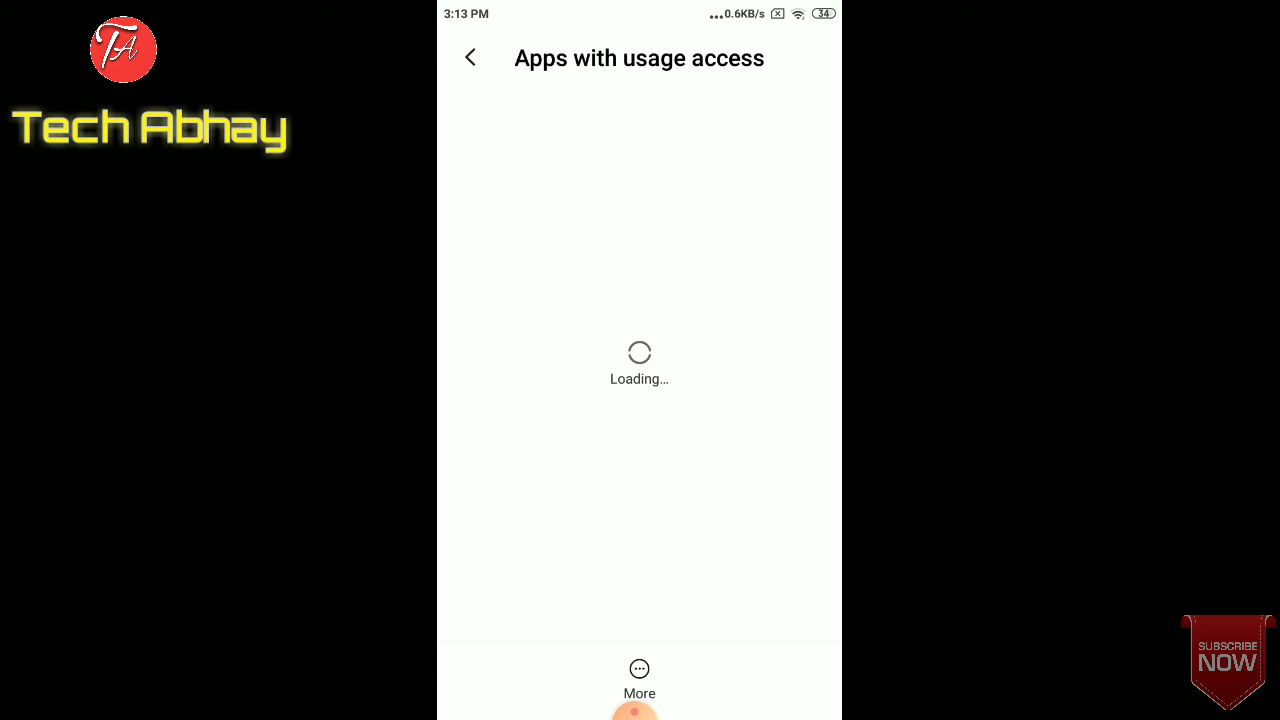 TA
Tech Abhay
3:13 PM
...0.6KB/s
34
Apps with usage access
Loading...
More
SUBSCRIBE
NOW